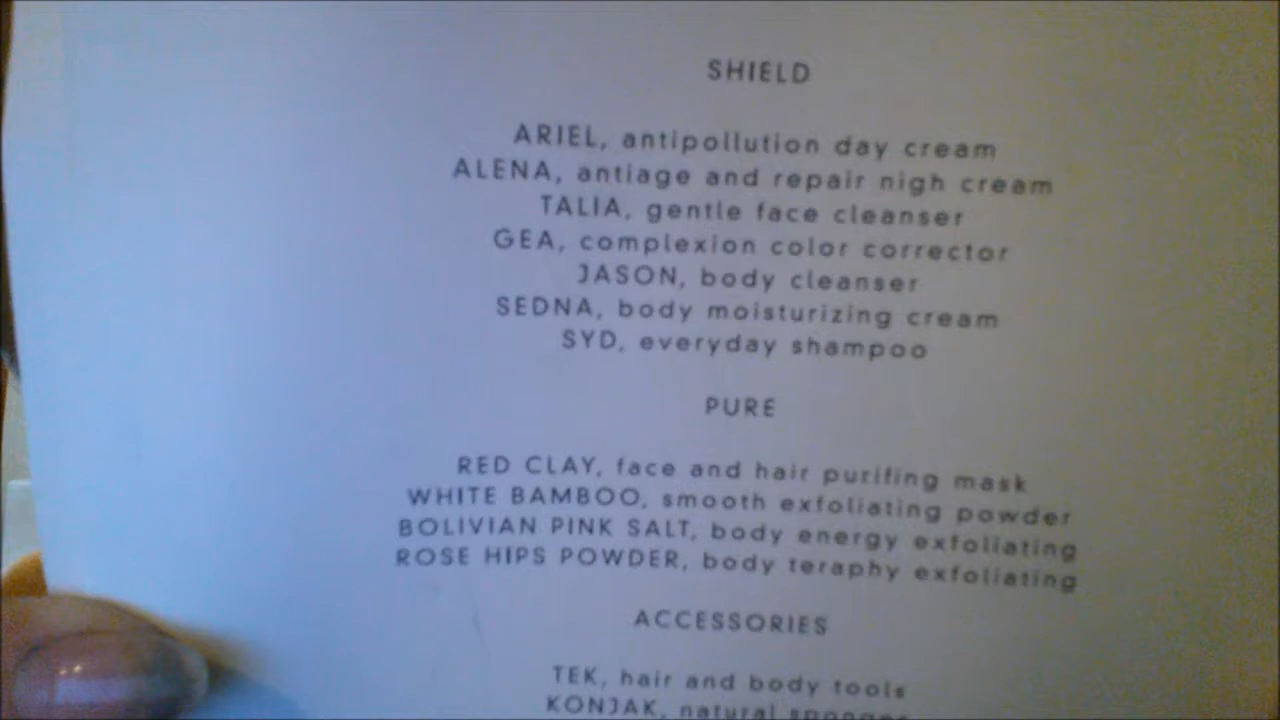 SHIELD
ARIEL, antipollution day cream
ALENA, antiage and repair nigh cream
TALIA, gentle face cleanser
GEA, complexion color corrector
JASON, body cleanser
SEDNA, body moisturizing cream
SYD, everyday shampoo
PURE
RED CLAY, face and hair purifing mask
WHITE BAMBOO, smooth exfoliating powder
BOLIVIAN PINK SALT, body energy exfoliating
ROSE HIPS POWDER, body teraphy exfoliating
ACCESSORIES
TEK, hair and body tools
KONJAK, natural sponges